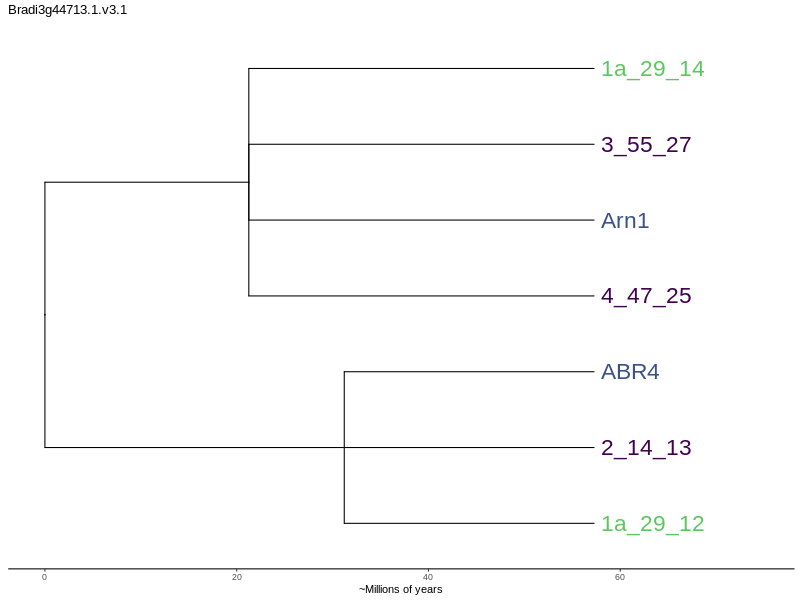 Bradi3g44713.1.v3.1
1a_29_14
3_55_27
Arn1
4_47_25
ABR4
2_14_13
1a_29_12
0 20 40 60
~Millions of years